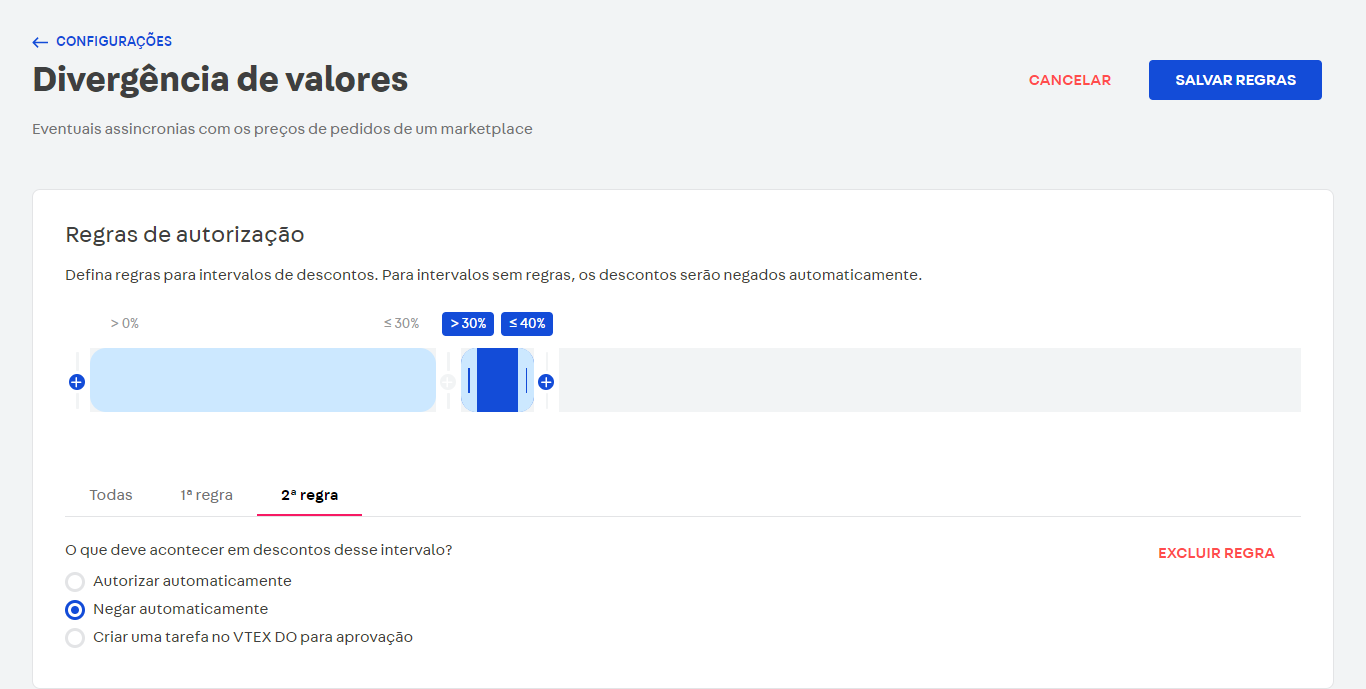 ← CONFIGURAÇÕES
Divergência de valores
CANCELAR
SALVAR REGRAS
Eventuais assincronias com os preços de pedidos de um marketplace
Regras de autorização
Defina regras para intervalos de descontos. Para intervalos sem regras, os descontos serão negados automaticamente.
> 0% ≤ 30% > 30% ≤ 40%
Todas 1ª regra 2ª regra
O que deve acontecer em descontos desse intervalo?
EXCLUIR REGRA
Autorizar automaticamente
Negar automaticamente
Criar uma tarefa no VTEX DO para aprovação